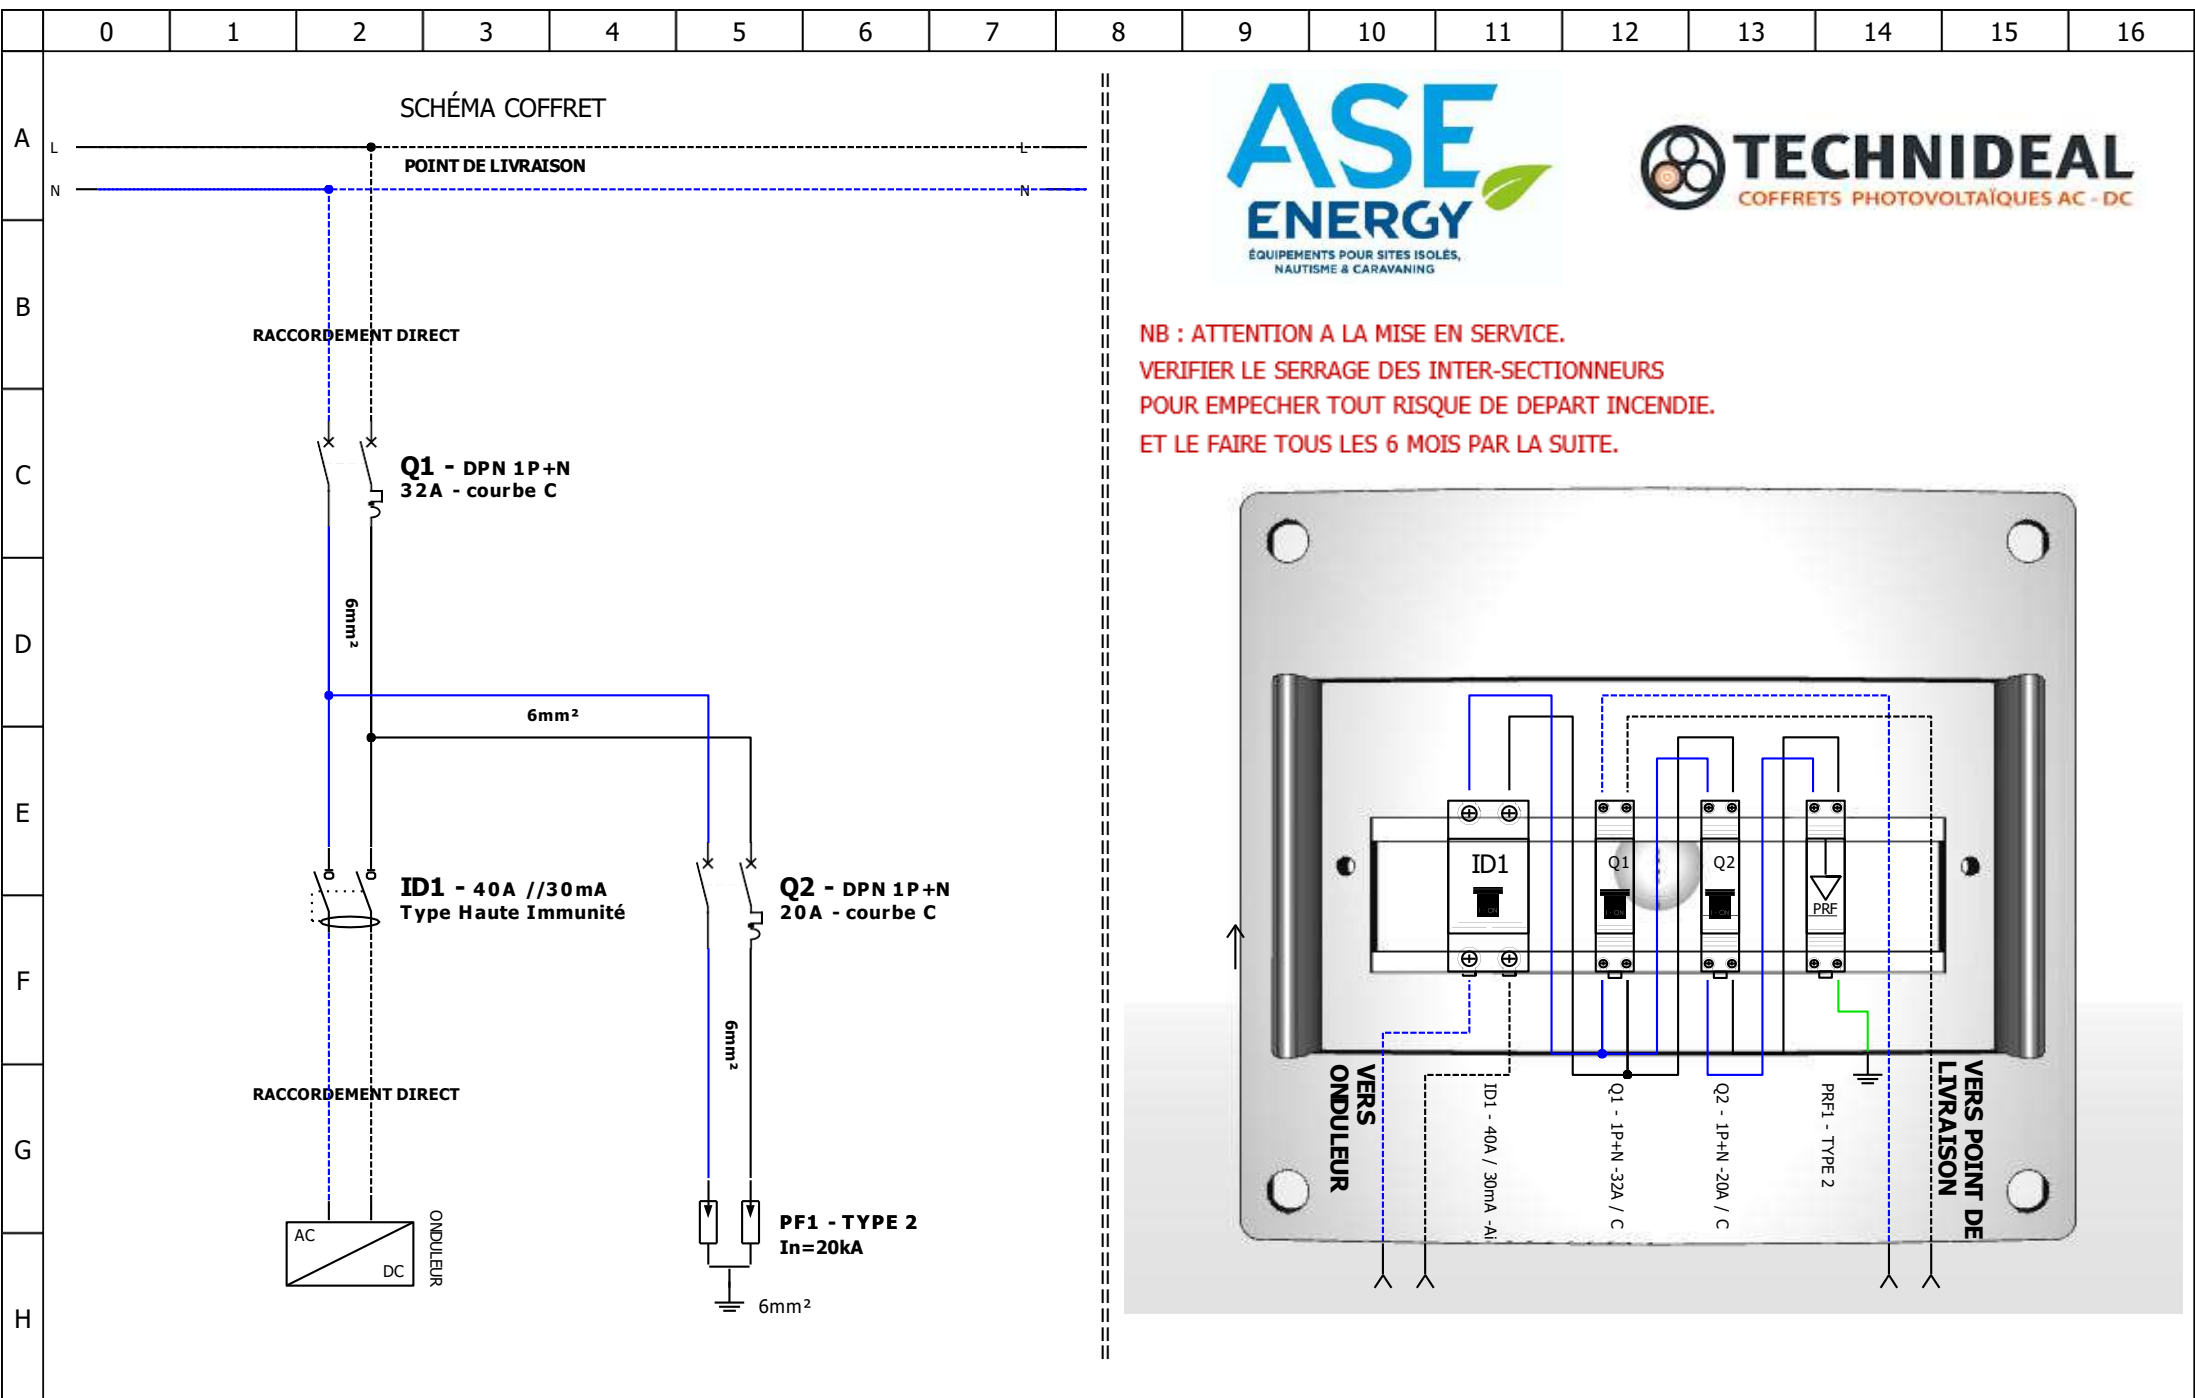 0 1 2 3 4 5 6 7 8 9 10 11 12 13 14 15 16
A
B
C
D
E
F
G
H
SCHÉMA COFFRET
L
L
POINT DE LIVRAISON
N
N
RACCORDEMENT DIRECT
Q1 - DPN 1P+N
32A - courbe C
6mm²
6mm²
ID1 - 40A //30mA
Type Haute Immunité
Q2 - DPN 1P+N
20A - courbe C
6mm²
RACCORDEMENT DIRECT
AC
DC
ONDULEUR
PF1 - TYPE 2
In=20kA
6mm²
ASE
ENERGY
ÉQUIPEMENTS POUR SITES ISOLÉS,
NAUTISME & CARAVANING
TECHNIDEAL
COFFRETS PHOTOVOLTAÏQUES AC - DC
NB : ATTENTION A LA MISE EN SERVICE.
VERIFIER LE SERRAGE DES INTER-SECTIONNEURS
POUR EMPECHER TOUT RISQUE DE DEPART INCENDIE.
ET LE FAIRE TOUS LES 6 MOIS PAR LA SUITE.
ID1
I - ON
Q1
I - ON
Q2
I - ON
PRF
VERS
ONDULEUR
ID1 - 40A / 30mA -Ai
Q1 - 1P+N -32A / C
Q2 - 1P+N -20A / C
PRF1 - TYPE 2
VERS POINT DE
LIVRAISON